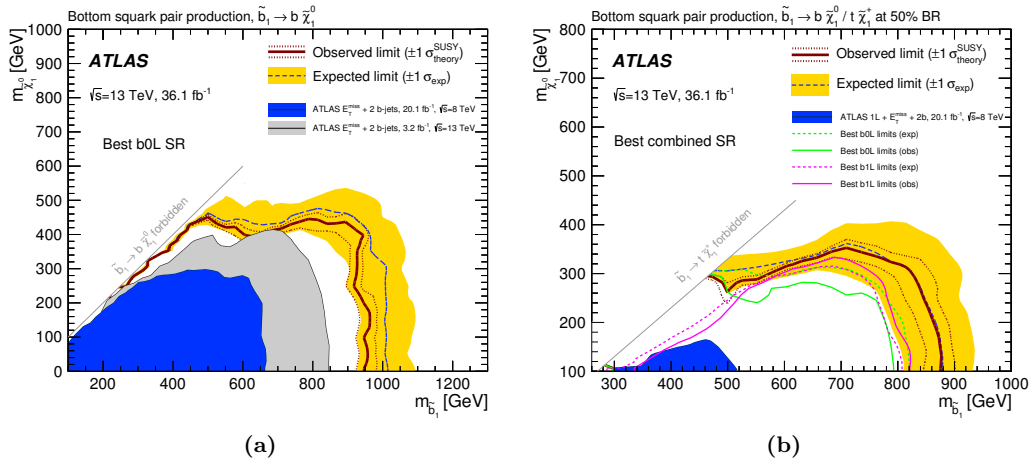 Bottom squark pair production, b̃₁ → b χ̃₁⁰
m_χ̃₁⁰ [GeV]
1000
900
800
700
600
500
400
300
200
100
0
ATLAS
√s=13 TeV, 36.1 fb⁻¹
Best b0L SR
Observed limit (±1 σ_theory^SUSY)
Expected limit (±1 σ_exp)
ATLAS E_T^miss + 2 b-jets, 20.1 fb⁻¹, √s=8 TeV
ATLAS E_T^miss + 2 b-jets, 3.2 fb⁻¹, √s=13 TeV
b̃₁ → b χ̃₁⁰ forbidden
200 400 600 800 1000 1200
m_b̃₁ [GeV]
(a)
Bottom squark pair production, b̃₁ → b χ̃₁⁰ / t χ̃₁⁺ at 50% BR
m_χ̃₁⁰ [GeV]
800
700
600
500
400
300
200
100
ATLAS
√s=13 TeV, 36.1 fb⁻¹
Best combined SR
Observed limit (±1 σ_theory^SUSY)
Expected limit (±1 σ_exp)
ATLAS 1L + E_T^miss + 2b, 20.1 fb⁻¹, √s=8 TeV
Best b0L limits (exp)
Best b0L limits (obs)
Best b1L limits (exp)
Best b1L limits (obs)
b̃₁ → t χ̃₁⁺ forbidden
300 400 500 600 700 800 900 1000
m_b̃₁ [GeV]
(b)